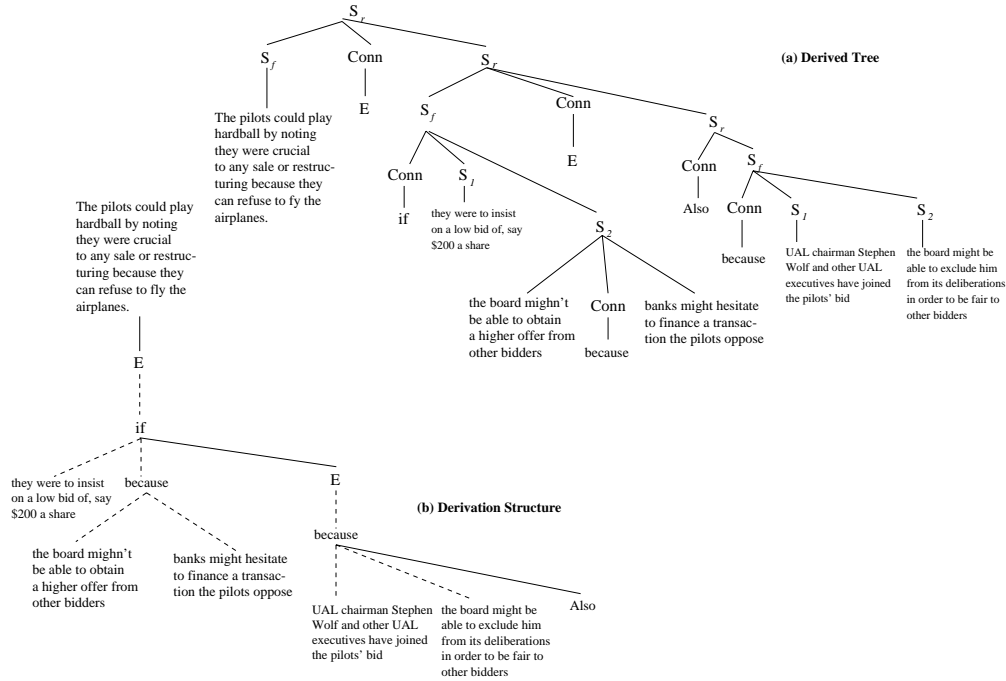 S_r
S_f
Conn
S_r
(a) Derived Tree
The pilots could play
hardball by noting
they were crucial
to any sale or restruc-
turing because they
can refuse to fy the
airplanes.
E
S_f
Conn
E
S_r
Conn
Also
S_f
Conn
if
S_1
they were to insist
on a low bid of, say
$200 a share
S_2
the board mighn't
be able to obtain
a higher offer from
other bidders
Conn
because
banks might hesitate
to finance a transac-
tion the pilots oppose
Conn
because
S_1
UAL chairman Stephen
Wolf and other UAL
executives have joined
the pilots' bid
S_2
the board might be
able to exclude him
from its deliberations
in order to be fair to
other bidders
The pilots could play
hardball by noting
they were crucial
to any sale or restruc-
turing because they
can refuse to fly the
airplanes.
E
if
they were to insist
on a low bid of, say
$200 a share
because
E
(b) Derivation Structure
the board mighn't
be able to obtain
a higher offer from
other bidders
banks might hesitate
to finance a transac-
tion the pilots oppose
because
UAL chairman Stephen
Wolf and other UAL
executives have joined
the pilots' bid
the board might be
able to exclude him
from its deliberations
in order to be fair to
other bidders
Also